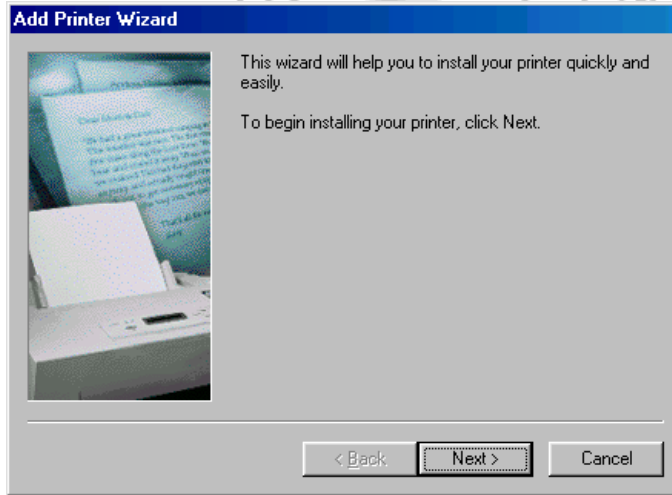 Add Printer Wizard
This wizard will help you to install your printer quickly and
easily.
To begin installing your printer, click Next.
< Back
Next >
Cancel